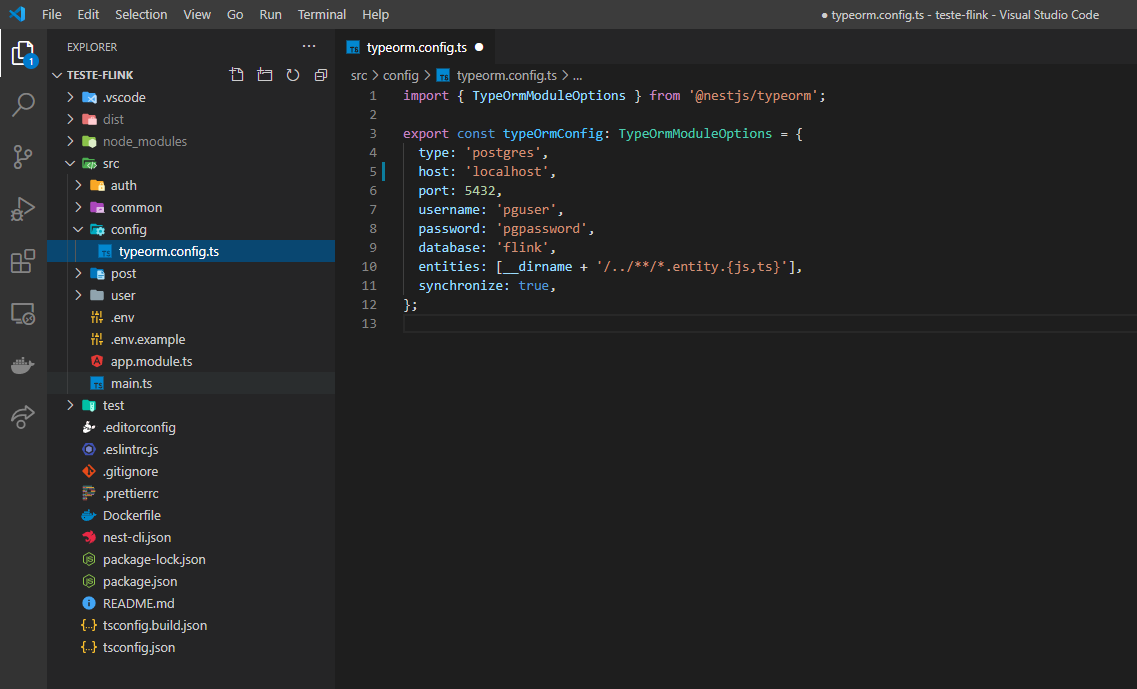 File Edit Selection View Go Run Terminal Help ● typeorm.config.ts - teste-flink - Visual Studio Code
EXPLORER ...
TESTE-FLINK
.vscode
dist
node_modules
src
auth
common
config
TS typeorm.config.ts
post
user
.env
.env.example
app.module.ts
TS main.ts
test
.editorconfig
.eslintrc.js
.gitignore
.prettierrc
Dockerfile
nest-cli.json
package-lock.json
package.json
README.md
{..} tsconfig.build.json
{..} tsconfig.json
1
TS typeorm.config.ts ●
src > config > TS typeorm.config.ts > ...
1 import { TypeOrmModuleOptions } from '@nestjs/typeorm';
2
3 export const typeOrmConfig: TypeOrmModuleOptions = {
4 type: 'postgres',
5 host: 'localhost',
6 port: 5432,
7 username: 'pguser',
8 password: 'pgpassword',
9 database: 'flink',
10 entities: [__dirname + '/../**/*.entity.{js,ts}'],
11 synchronize: true,
12 };
13